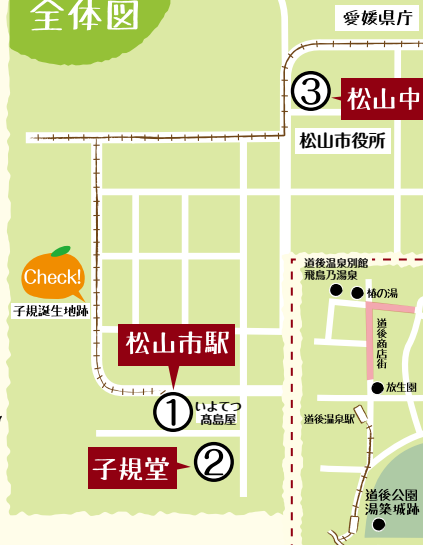 全体図
愛媛県庁
③
松山中
松山市役所
Check!
子規誕生地跡
松山市駅
①
いよてつ
髙島屋
子規堂
②
道後温泉別館
飛鳥乃湯泉
椿の湯
道後商店街
放生園
道後温泉駅
道後公園
湯築城跡